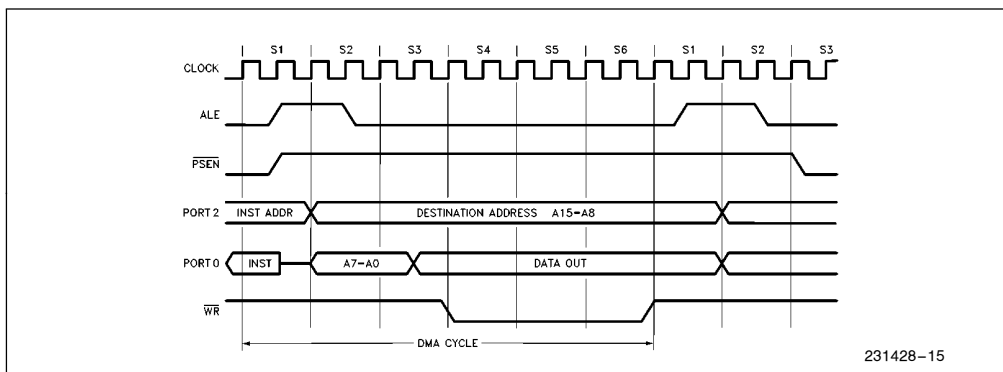 S1 S2 S3 S4 S5 S6 S1 S2 S3
CLOCK
ALE
PSEN
PORT 2 INST ADDR DESTINATION ADDRESS A15–A8
PORT 0 INST A7–A0 DATA OUT
WR
DMA CYCLE
231428–15